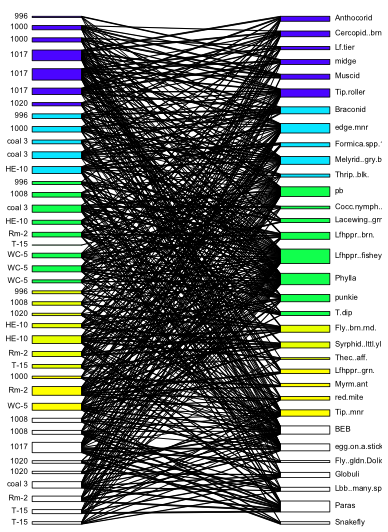 996
1000
1000
1017
1017
1017
1020
996
1000
coal 3
coal 3
HE-10
996
1008
coal 3
HE-10
Rm-2
T-15
WC-5
WC-5
WC-5
996
1008
1020
HE-10
HE-10
Rm-2
T-15
1000
Rm-2
WC-5
1008
1008
1017
1020
1020
coal 3
Rm-2
T-15
T-15
Anthocorid
Cercopid..brn
Lf.tier
midge
Muscid
Tip.roller
Braconid
edge.mnr
Formica.spp.
Melyrid..gry.b
Thrip..blk.
pb
Cocc.nymph..
Lacewing..grn
Lfhppr..brn.
Lfhppr..fishey
Phylla
punkie
T.dip
Fly..brn.md.
Syrphid..lttl.yl
Thec..aff.
Lfhppr..grn.
Myrm.ant
red.mite
Tip..mnr
BEB
egg.on.a.stick
Fly..gldn.Dolic
Globuli
Lbb..many.sp
Paras
Snakefly